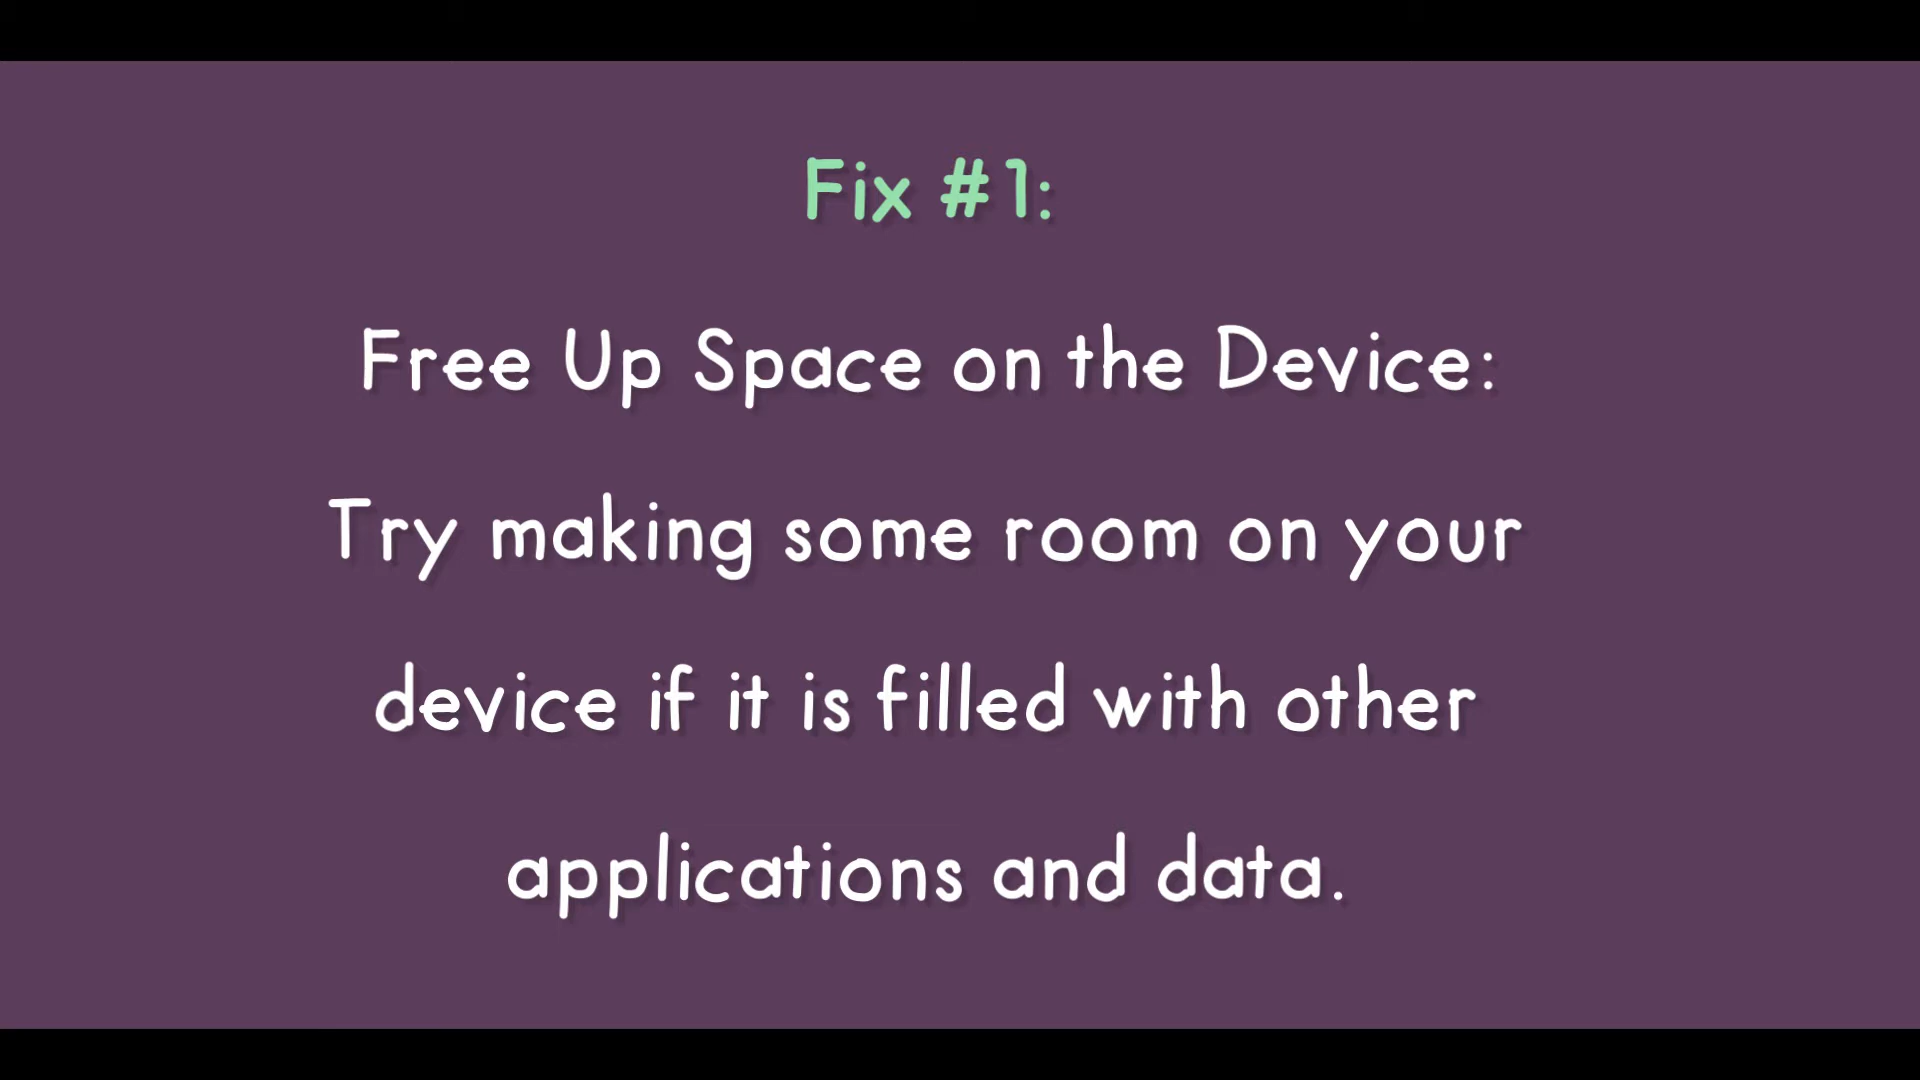 Fix #1:
Free Up Space on the Device:
Try making some room on your
device if it is filled with other
applications and data.